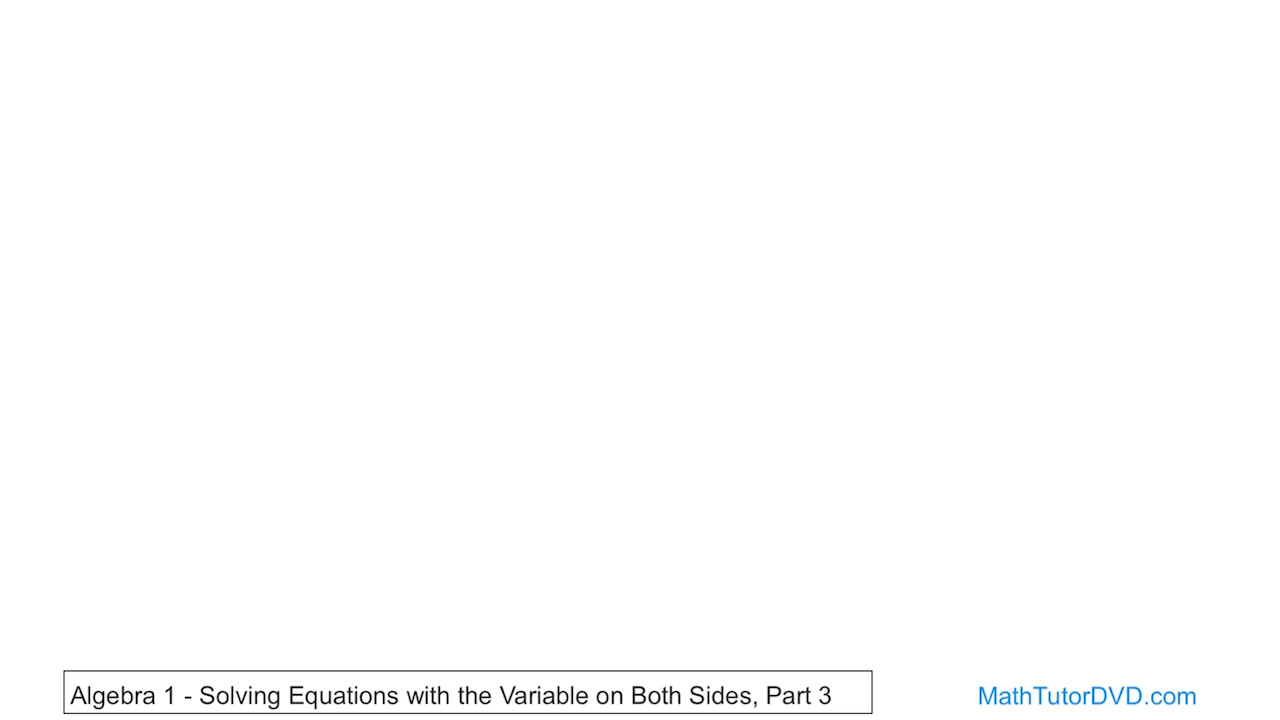 Algebra 1 - Solving Equations with the Variable on Both Sides, Part 3
MathTutorDVD.com